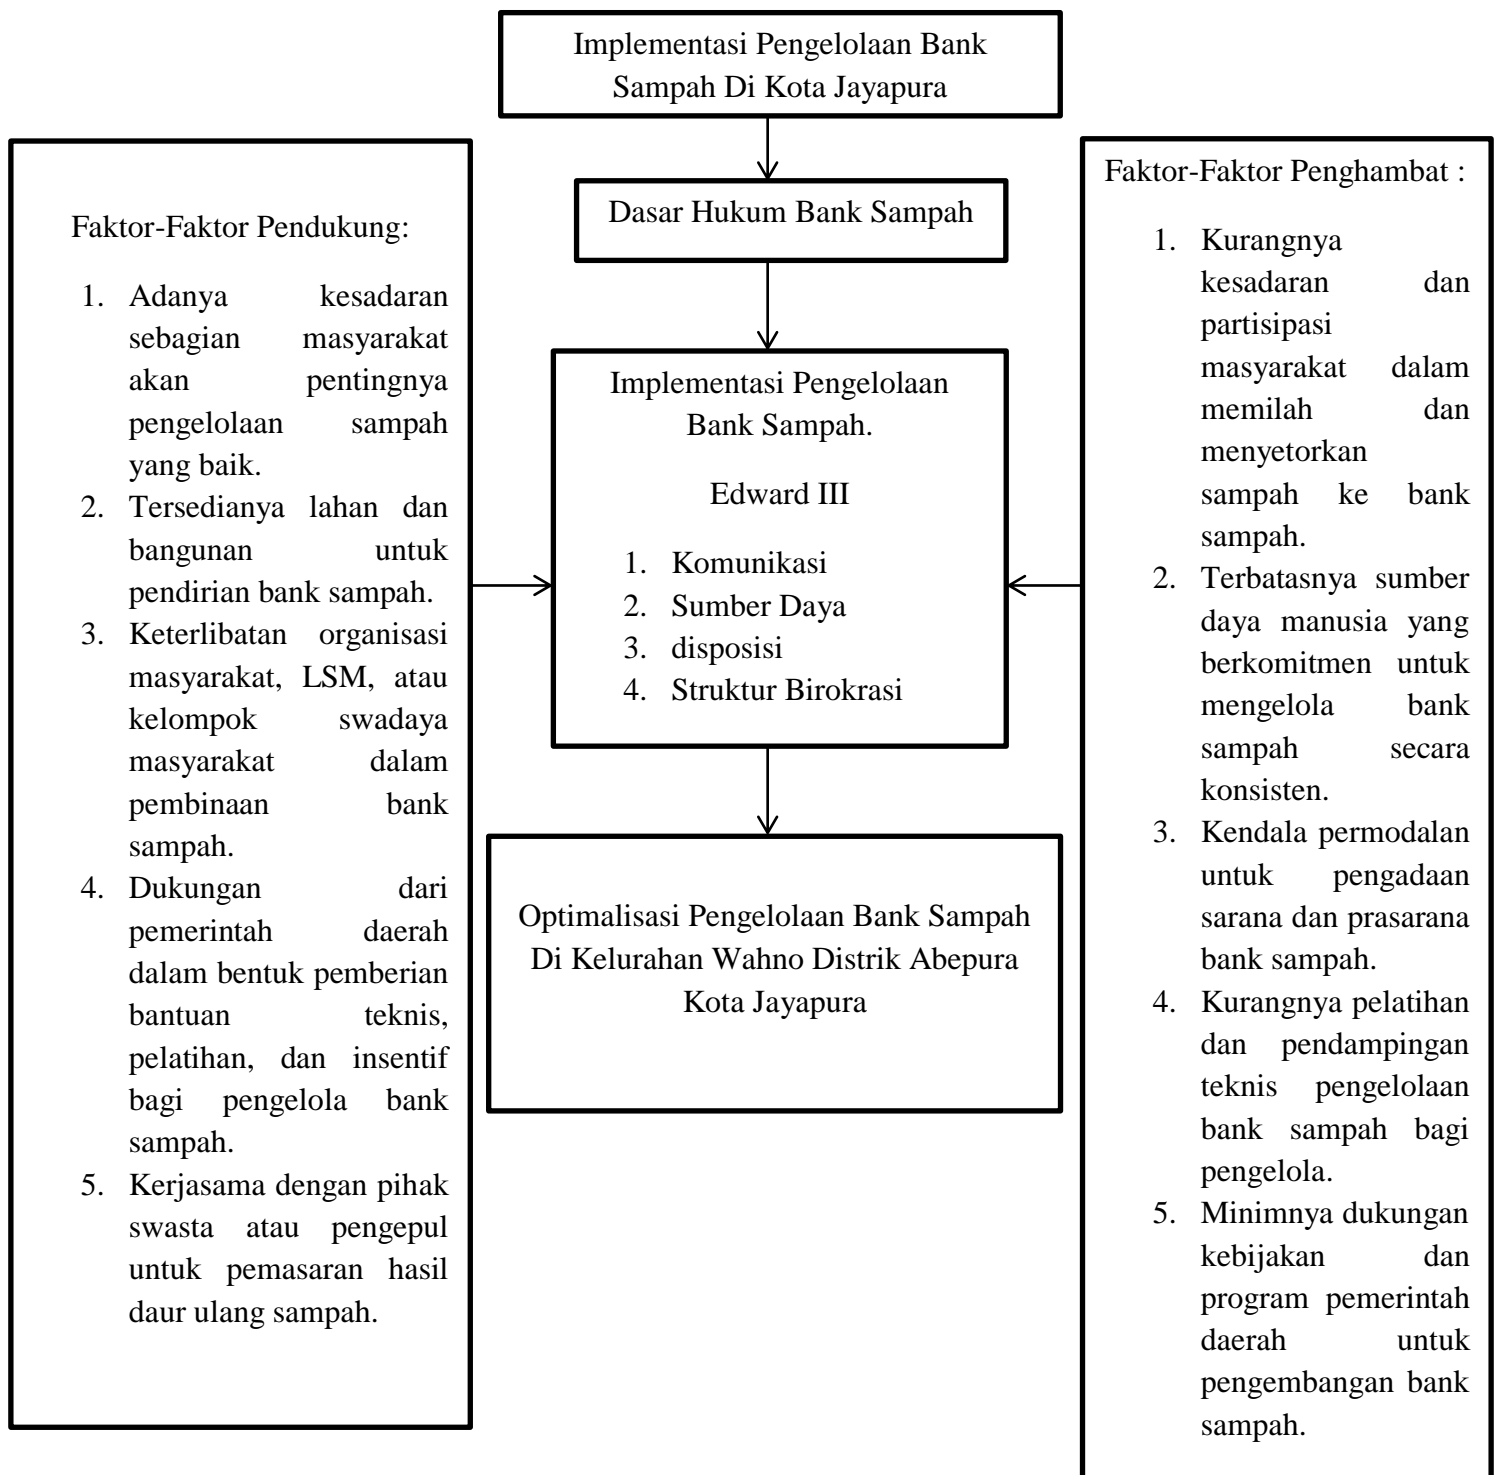 Implementasi Pengelolaan Bank
Sampah Di Kota Jayapura
Dasar Hukum Bank Sampah
Faktor-Faktor Pendukung:
1. Adanya kesadaran
sebagian masyarakat
akan pentingnya
pengelolaan sampah
yang baik.
2. Tersedianya lahan dan
bangunan untuk
pendirian bank sampah.
3. Keterlibatan organisasi
masyarakat, LSM, atau
kelompok swadaya
masyarakat dalam
pembinaan bank
sampah.
4. Dukungan dari
pemerintah daerah
dalam bentuk pemberian
bantuan teknis,
pelatihan, dan insentif
bagi pengelola bank
sampah.
5. Kerjasama dengan pihak
swasta atau pengepul
untuk pemasaran hasil
daur ulang sampah.
Implementasi Pengelolaan
Bank Sampah.
Edward III
1. Komunikasi
2. Sumber Daya
3. disposisi
4. Struktur Birokrasi
Optimalisasi Pengelolaan Bank Sampah
Di Kelurahan Wahno Distrik Abepura
Kota Jayapura
Faktor-Faktor Penghambat :
1. Kurangnya
kesadaran dan
partisipasi
masyarakat dalam
memilah dan
menyetorkan
sampah ke bank
sampah.
2. Terbatasnya sumber
daya manusia yang
berkomitmen untuk
mengelola bank
sampah secara
konsisten.
3. Kendala permodalan
untuk pengadaan
sarana dan prasarana
bank sampah.
4. Kurangnya pelatihan
dan pendampingan
teknis pengelolaan
bank sampah bagi
pengelola.
5. Minimnya dukungan
kebijakan dan
program pemerintah
daerah untuk
pengembangan bank
sampah.